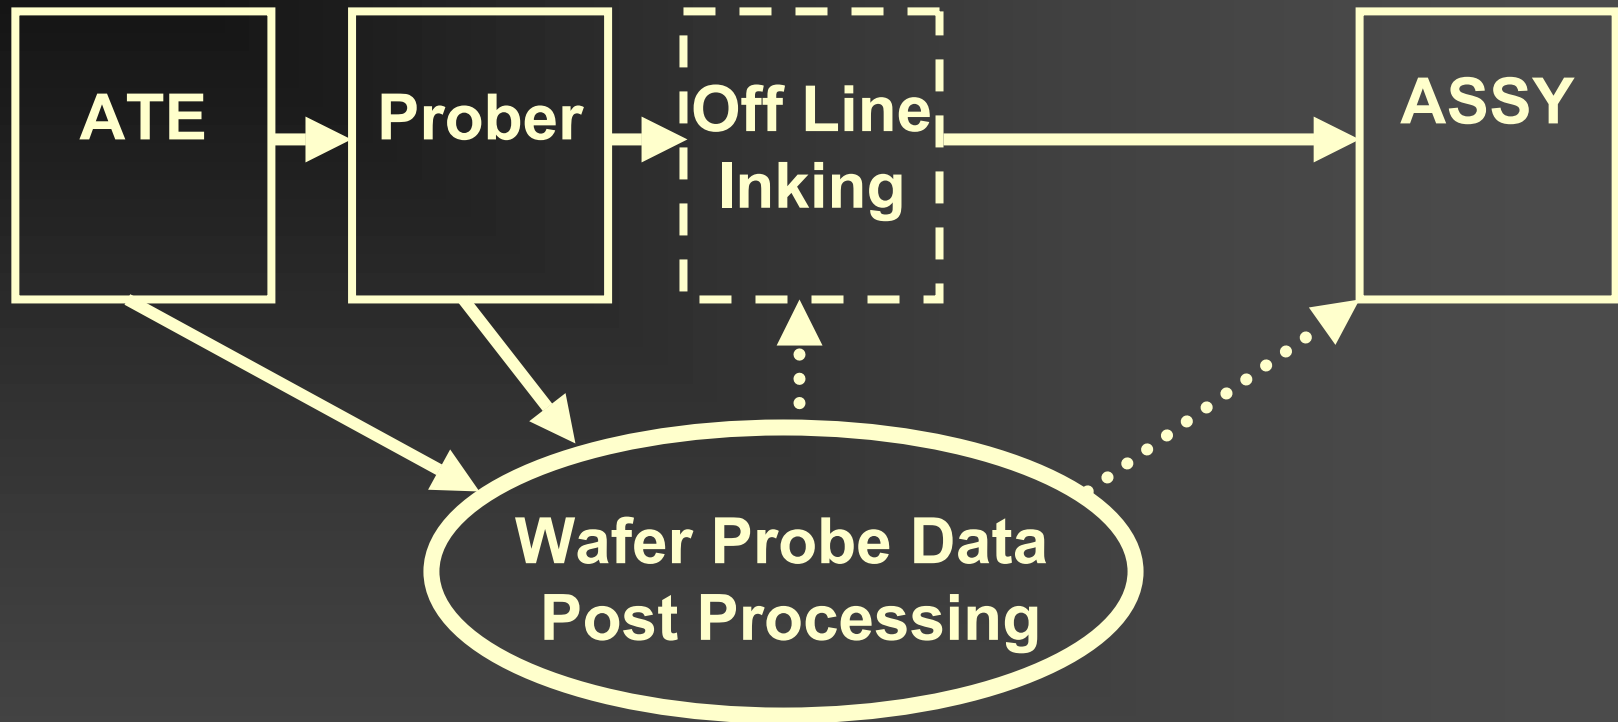 ATE
Prober
Off Line
Inking
ASSY
Wafer Probe Data
Post Processing